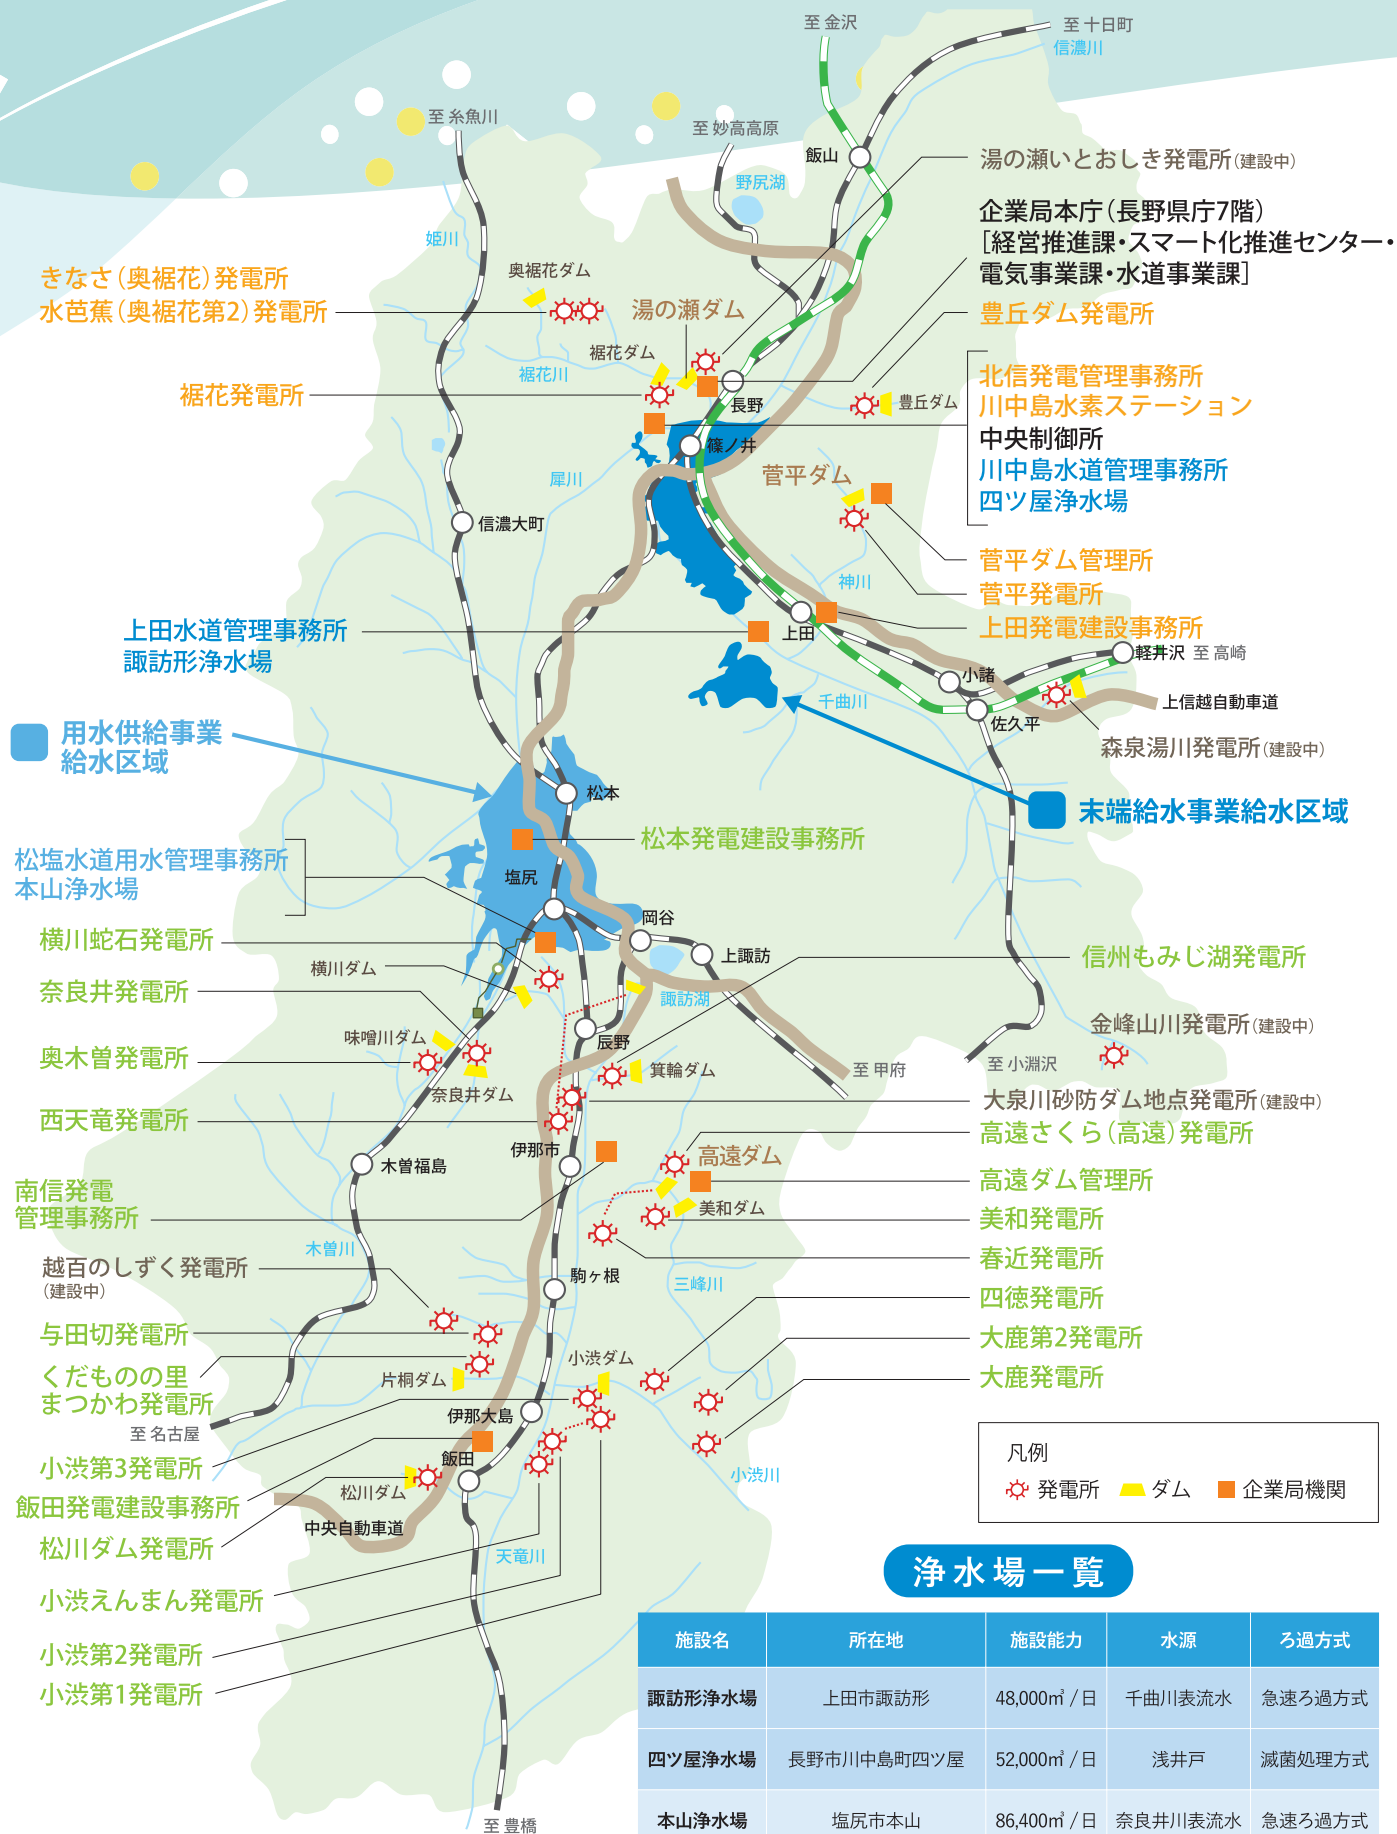 至 金沢
至 十日町
信濃川
至 糸魚川
至 妙高高原
飯山
野尻湖
湯の瀬いとおしき発電所(建設中)
企業局本庁(長野県庁7階)
[経営推進課・スマート化推進センター・
電気事業課・水道事業課]
姫川
奥裾花ダム
きなさ(奥裾花)発電所
水芭蕉(奥裾花第2)発電所
湯の瀬ダム
豊丘ダム発電所
裾花ダム
裾花川
裾花発電所
長野
豊丘ダム
北信発電管理事務所
川中島水素ステーション
中央制御所
川中島水道管理事務所
四ツ屋浄水場
篠ノ井
犀川
菅平ダム
信濃大町
菅平ダム管理所
菅平発電所
神川
上田発電建設事務所
上田水道管理事務所
諏訪形浄水場
上田
軽井沢 至 高崎
小諸
千曲川
佐久平
上信越自動車道
森泉湯川発電所(建設中)
用水供給事業
給水区域
松本
末端給水事業給水区域
松本発電建設事務所
松塩水道用水管理事務所
本山浄水場
塩尻
岡谷
上諏訪
横川蛇石発電所
横川ダム
信州もみじ湖発電所
奈良井発電所
諏訪湖
味噌川ダム
辰野
金峰山川発電所(建設中)
奥木曽発電所
箕輪ダム
至 甲府
至 小淵沢
奈良井ダム
大泉川砂防ダム地点発電所(建設中)
西天竜発電所
高遠さくら(高遠)発電所
伊那市
高遠ダム
木曽福島
高遠ダム管理所
南信発電
管理事務所
美和ダム
美和発電所
木曽川
春近発電所
越百のしずく発電所
(建設中)
駒ヶ根
三峰川
四徳発電所
与田切発電所
大鹿第2発電所
小渋ダム
くだものの里
まつかわ発電所
片桐ダム
大鹿発電所
伊那大島
至 名古屋
飯田
小渋第3発電所
小渋川
凡例
発電所
ダム
企業局機関
飯田発電建設事務所
松川ダム
中央自動車道
松川ダム発電所
天竜川
小渋えんまん発電所
小渋第2発電所
小渋第1発電所
至 豊橋
浄水場一覧
施設名 所在地 施設能力 水源 ろ過方式
諏訪形浄水場 上田市諏訪形 48,000㎥ / 日 千曲川表流水 急速ろ過方式
四ツ屋浄水場 長野市川中島町四ツ屋 52,000㎥ / 日 浅井戸 滅菌処理方式
本山浄水場 塩尻市本山 86,400㎥ / 日 奈良井川表流水 急速ろ過方式